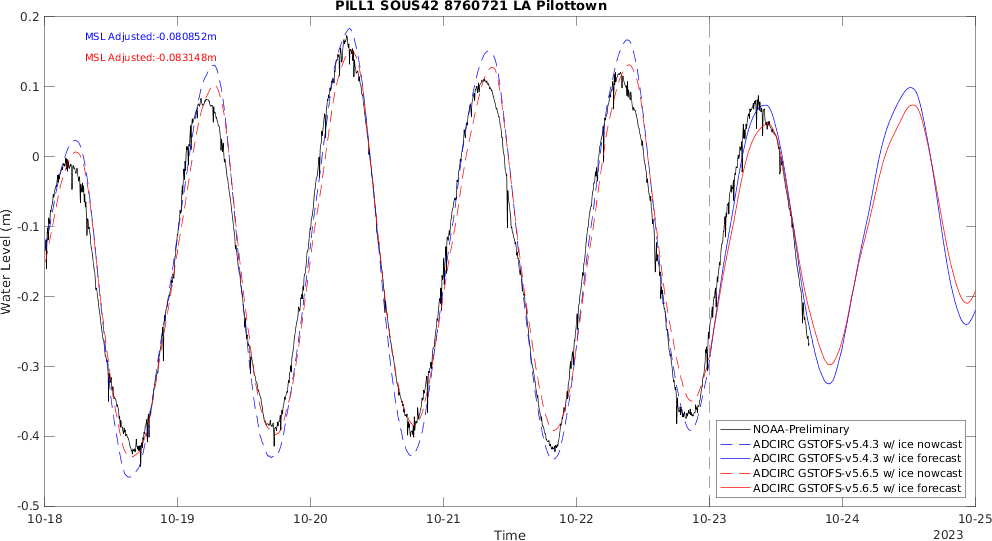 PILL1 SOUS42 8760721 LA Pilottown
MSL Adjusted:-0.080852m
MSL Adjusted:-0.083148m
0.2
0.1
0
-0.1
-0.2
-0.3
-0.4
-0.5
Water Level (m)
NOAA-Preliminary
ADCIRC GSTOFS-v5.4.3 w/ ice nowcast
ADCIRC GSTOFS-v5.4.3 w/ ice forecast
ADCIRC GSTOFS-v5.6.5 w/ ice nowcast
ADCIRC GSTOFS-v5.6.5 w/ ice forecast
10-18 10-19 10-20 10-21 10-22 10-23 10-24 10-25
Time
2023